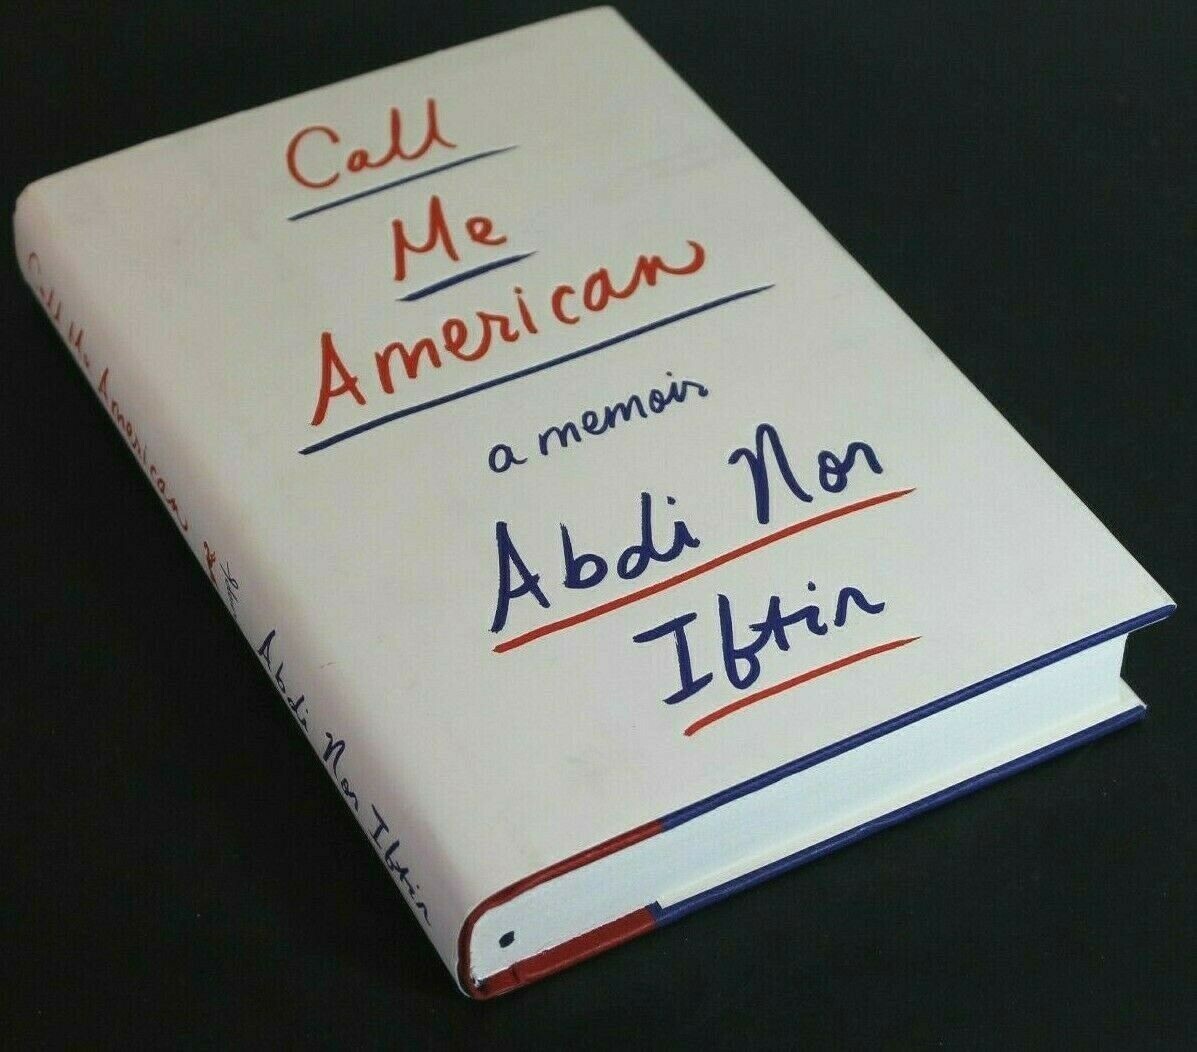 Call
Me
American
a memoir
Abdi Nor
Iftin
Call Me American
Abdi Nor Iftin